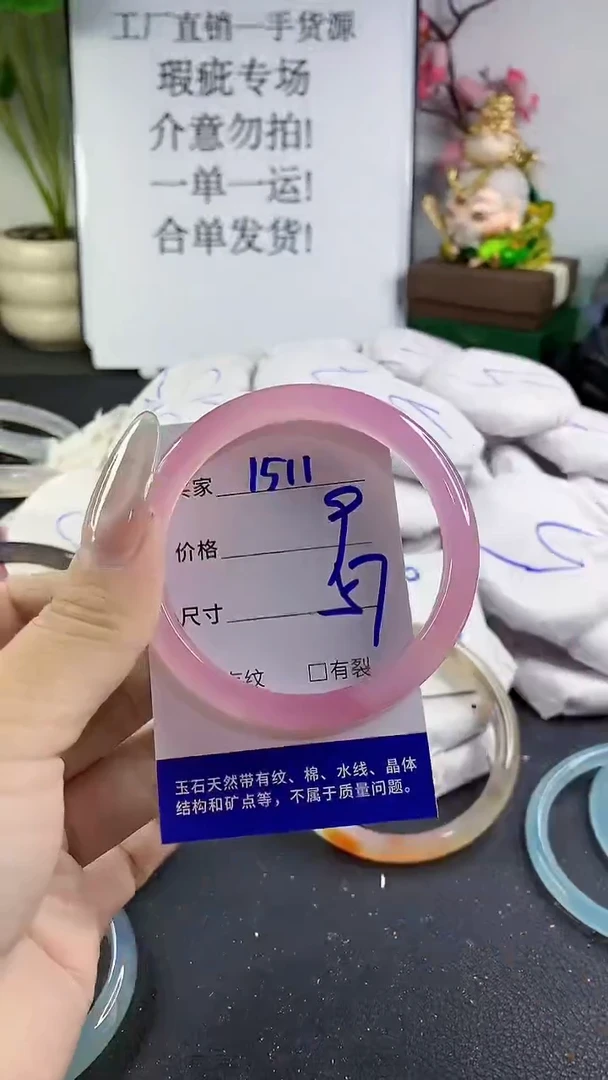 工厂直销一手货源
瑕疵专场
介意勿拍!
一单一运!
合单发货!
家 1511
价格
尺寸
纹 □有裂
玉石天然带有纹、棉、水线、晶体
结构和矿点等，不属于质量问题。